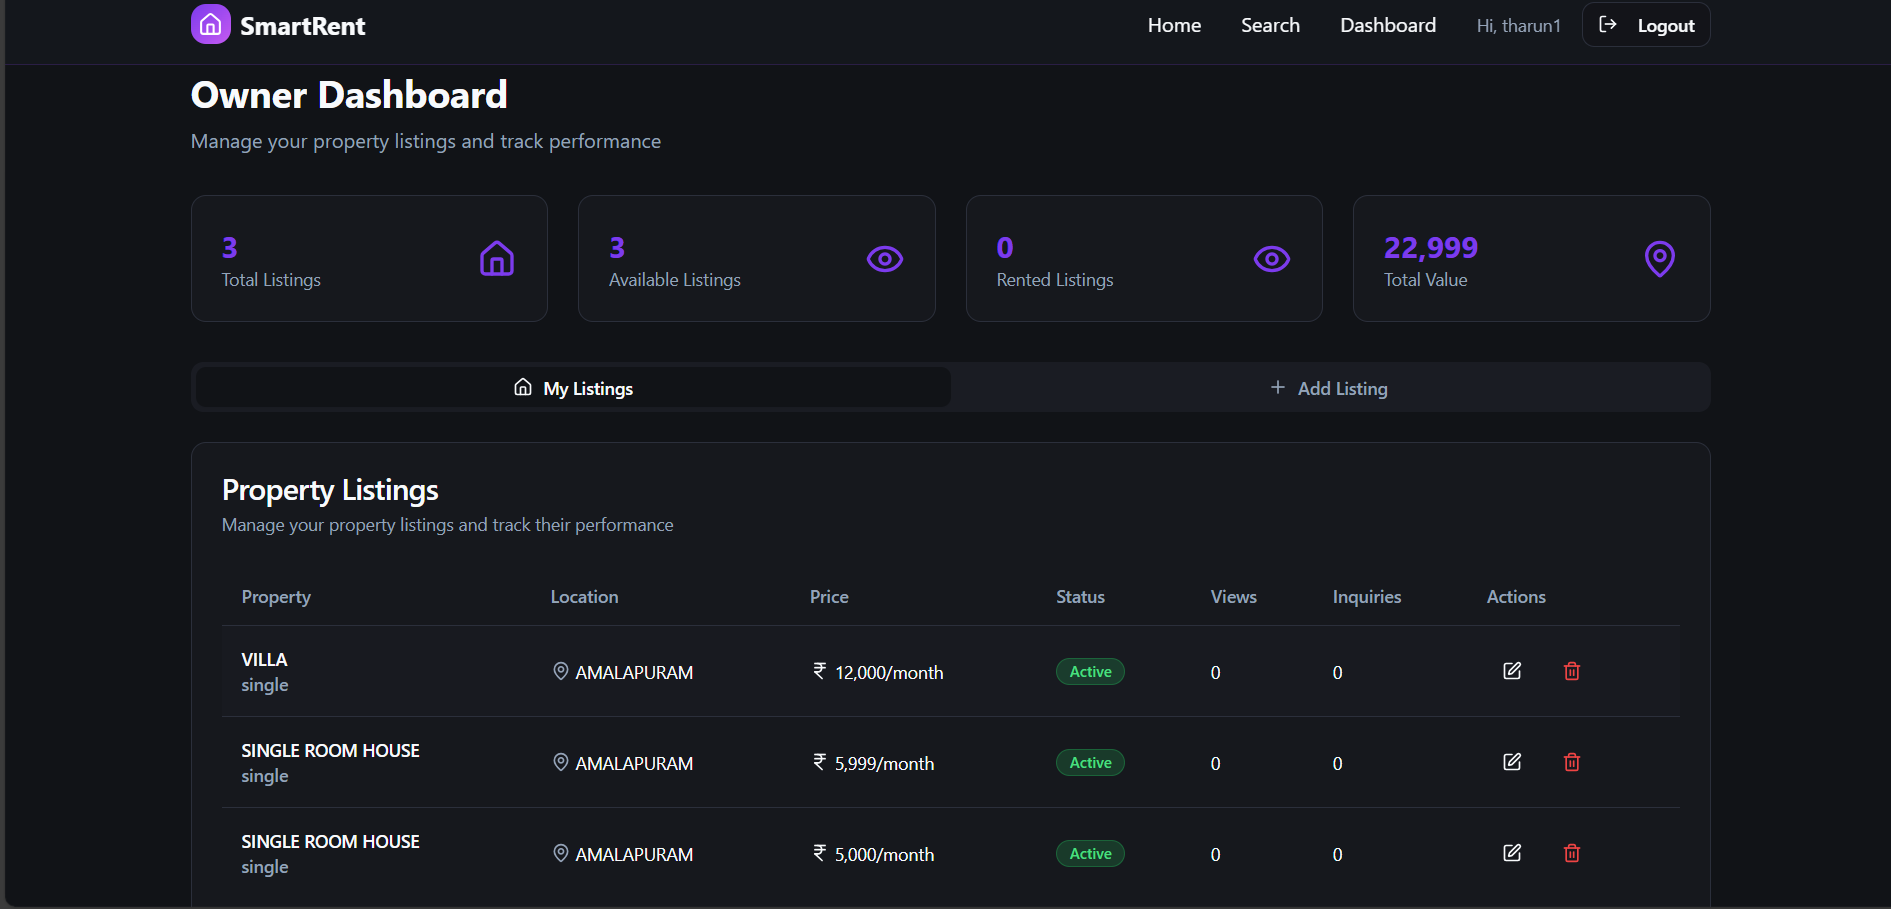 SmartRent
Home Search Dashboard Hi, tharun1 Logout
Owner Dashboard
Manage your property listings and track performance
3
Total Listings
3
Available Listings
0
Rented Listings
22,999
Total Value
My Listings
Add Listing
Property Listings
Manage your property listings and track their performance
Property Location Price Status Views Inquiries Actions
VILLA
single
AMALAPURAM ₹ 12,000/month Active 0 0
SINGLE ROOM HOUSE
single
AMALAPURAM ₹ 5,999/month Active 0 0
SINGLE ROOM HOUSE
single
AMALAPURAM ₹ 5,000/month Active 0 0